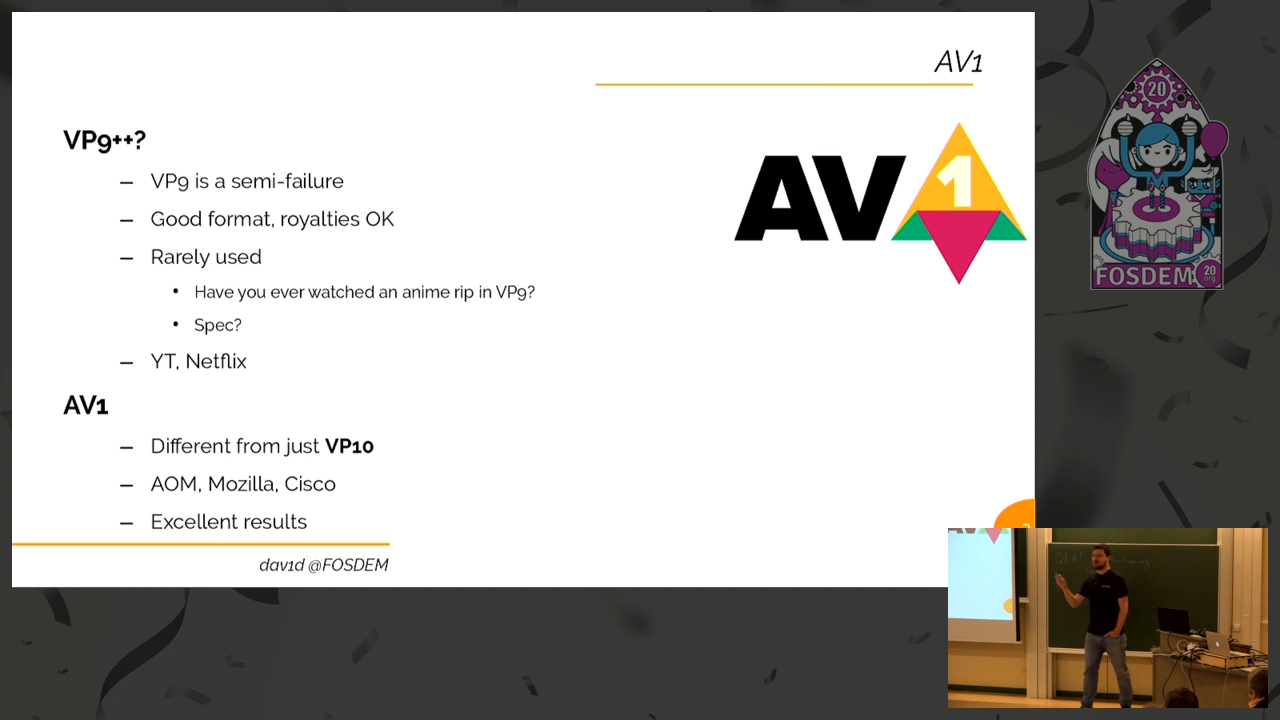 AV1
VP9++?
– VP9 is a semi-failure
– Good format, royalties OK
– Rarely used
• Have you ever watched an anime rip in VP9?
• Spec?
– YT, Netflix
AV1
– Different from just VP10
– AOM, Mozilla, Cisco
– Excellent results
dav1d @FOSDEM
AV1
20
FOSDEM
20
.org